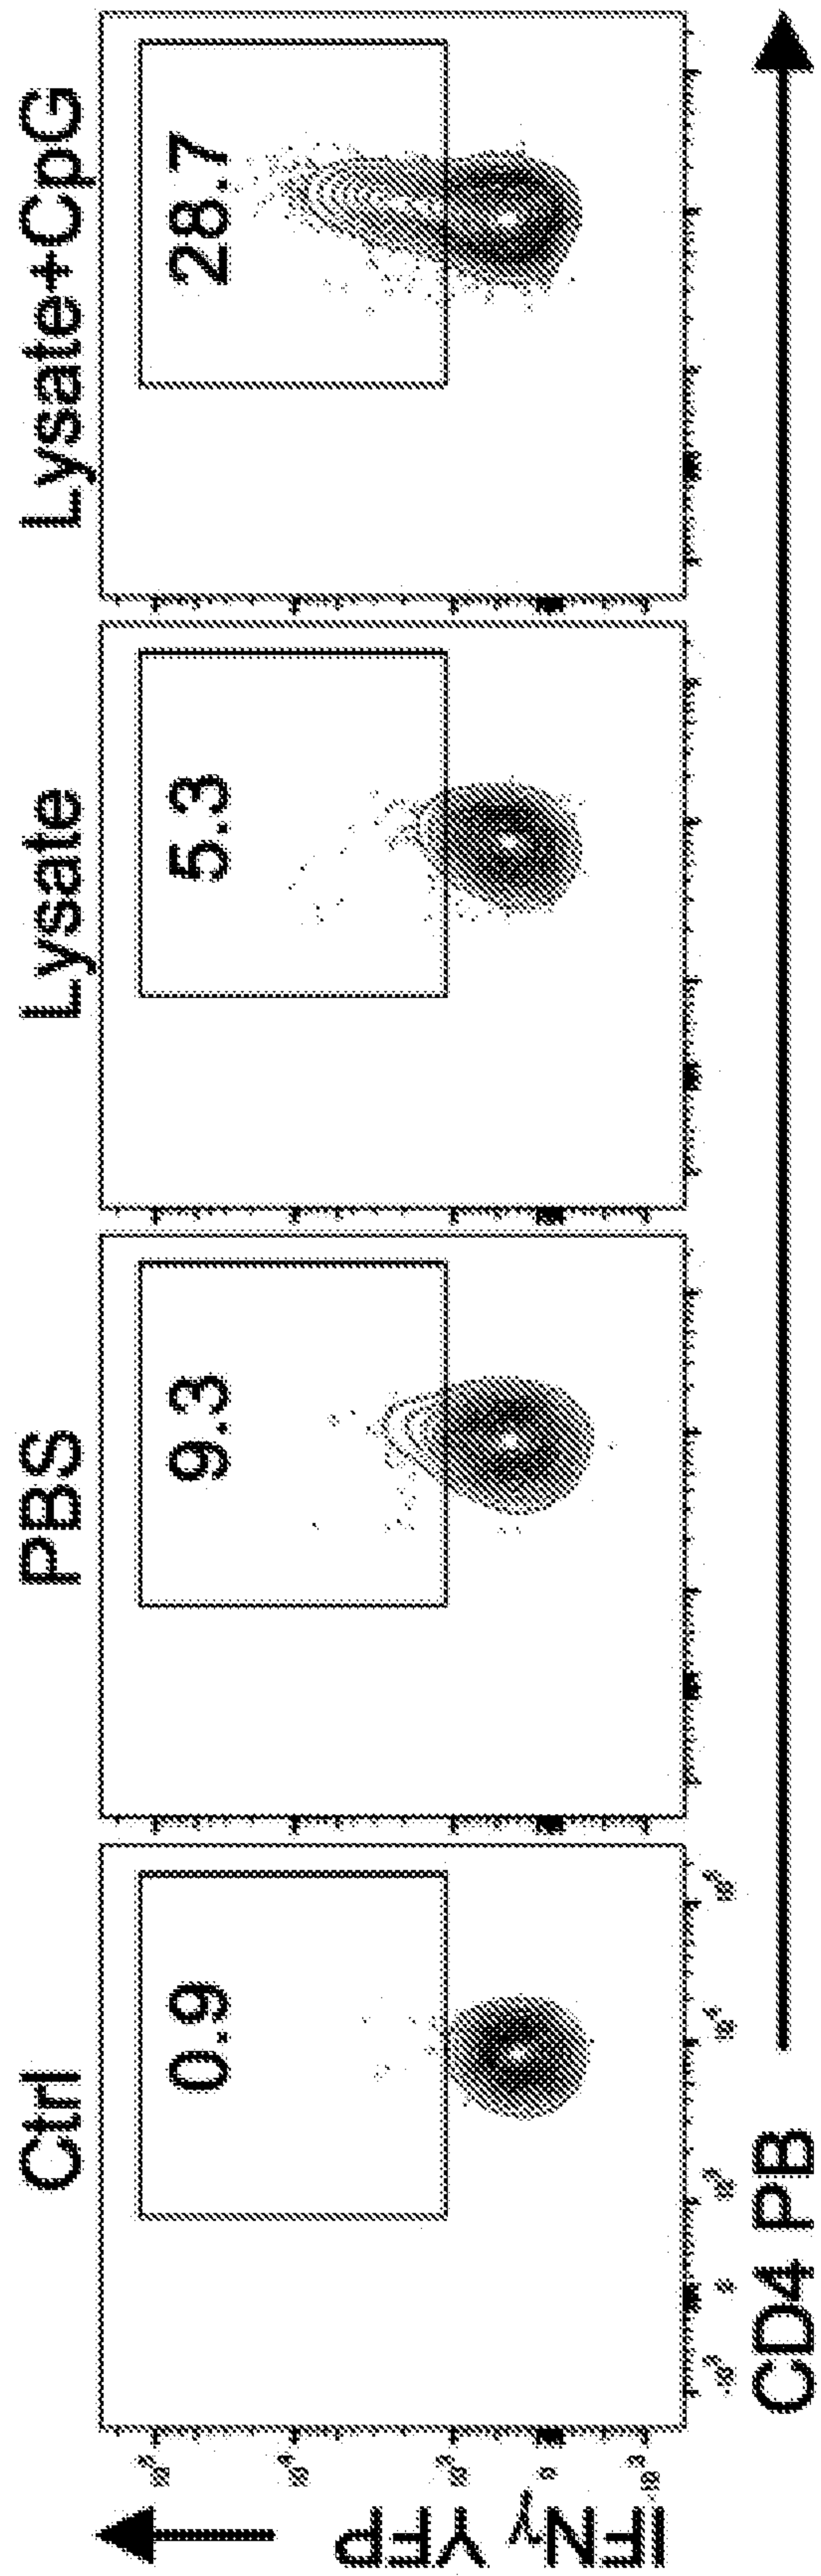 Ctrl PBS Lysate Lysate+CpG
0.9 9.3 5.3 28.7
IFNγ YFP
CD4 PB